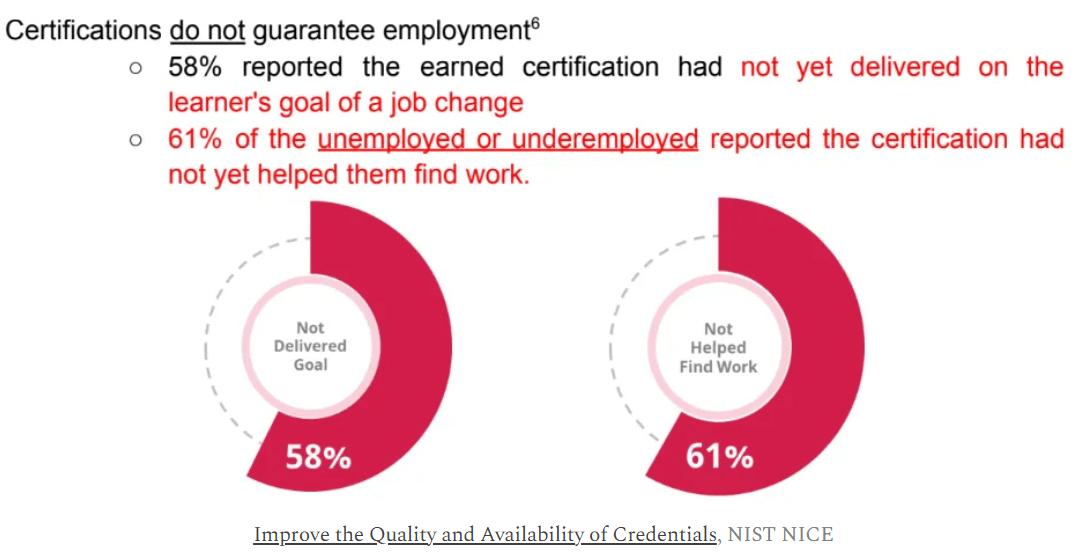 Certifications do not guarantee employment6
o 58% reported the earned certification had not yet delivered on the
learner's goal of a job change
o 61% of the unemployed or underemployed reported the certification had
not yet helped them find work.
Not
Delivered
Goal
58%
Not
Helped
Find Work
61%
Improve the Quality and Availability of Credentials, NIST NICE